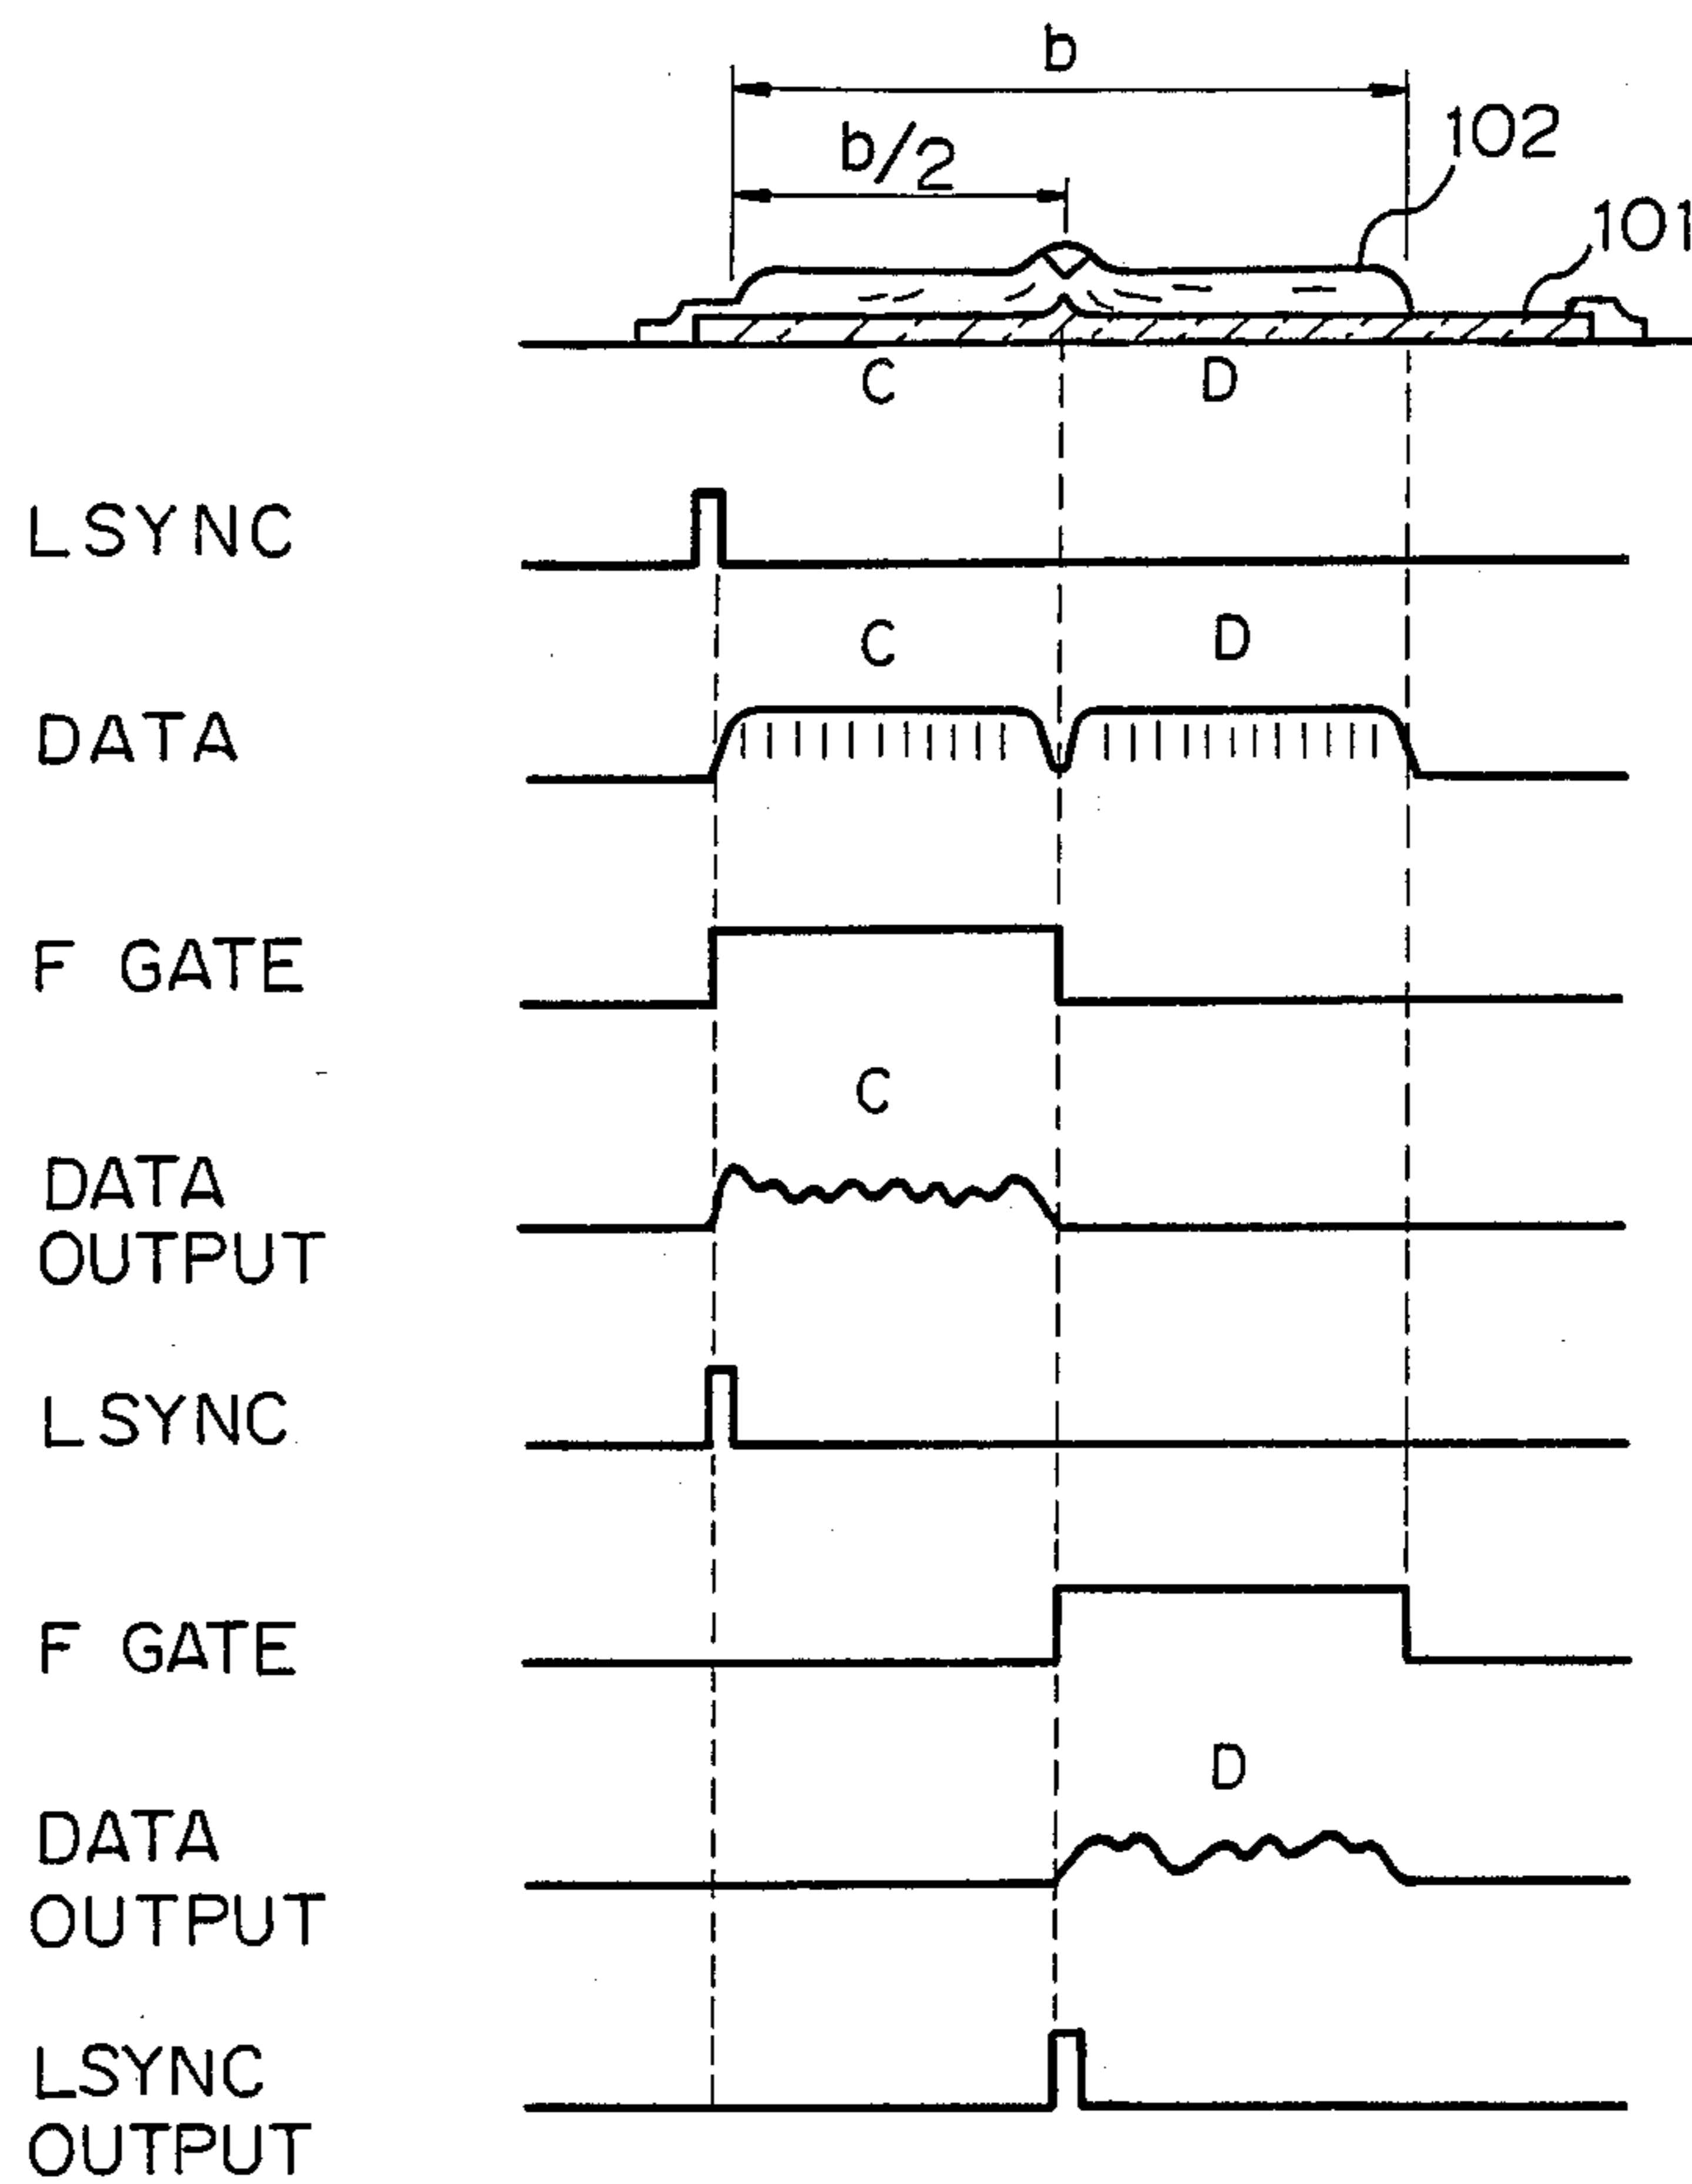 b
b/2
102
101
C D
LSYNC
C D
DATA
F GATE
C
DATA
OUTPUT
LSYNC
F GATE
D
DATA
OUTPUT
LSYNC
OUTPUT